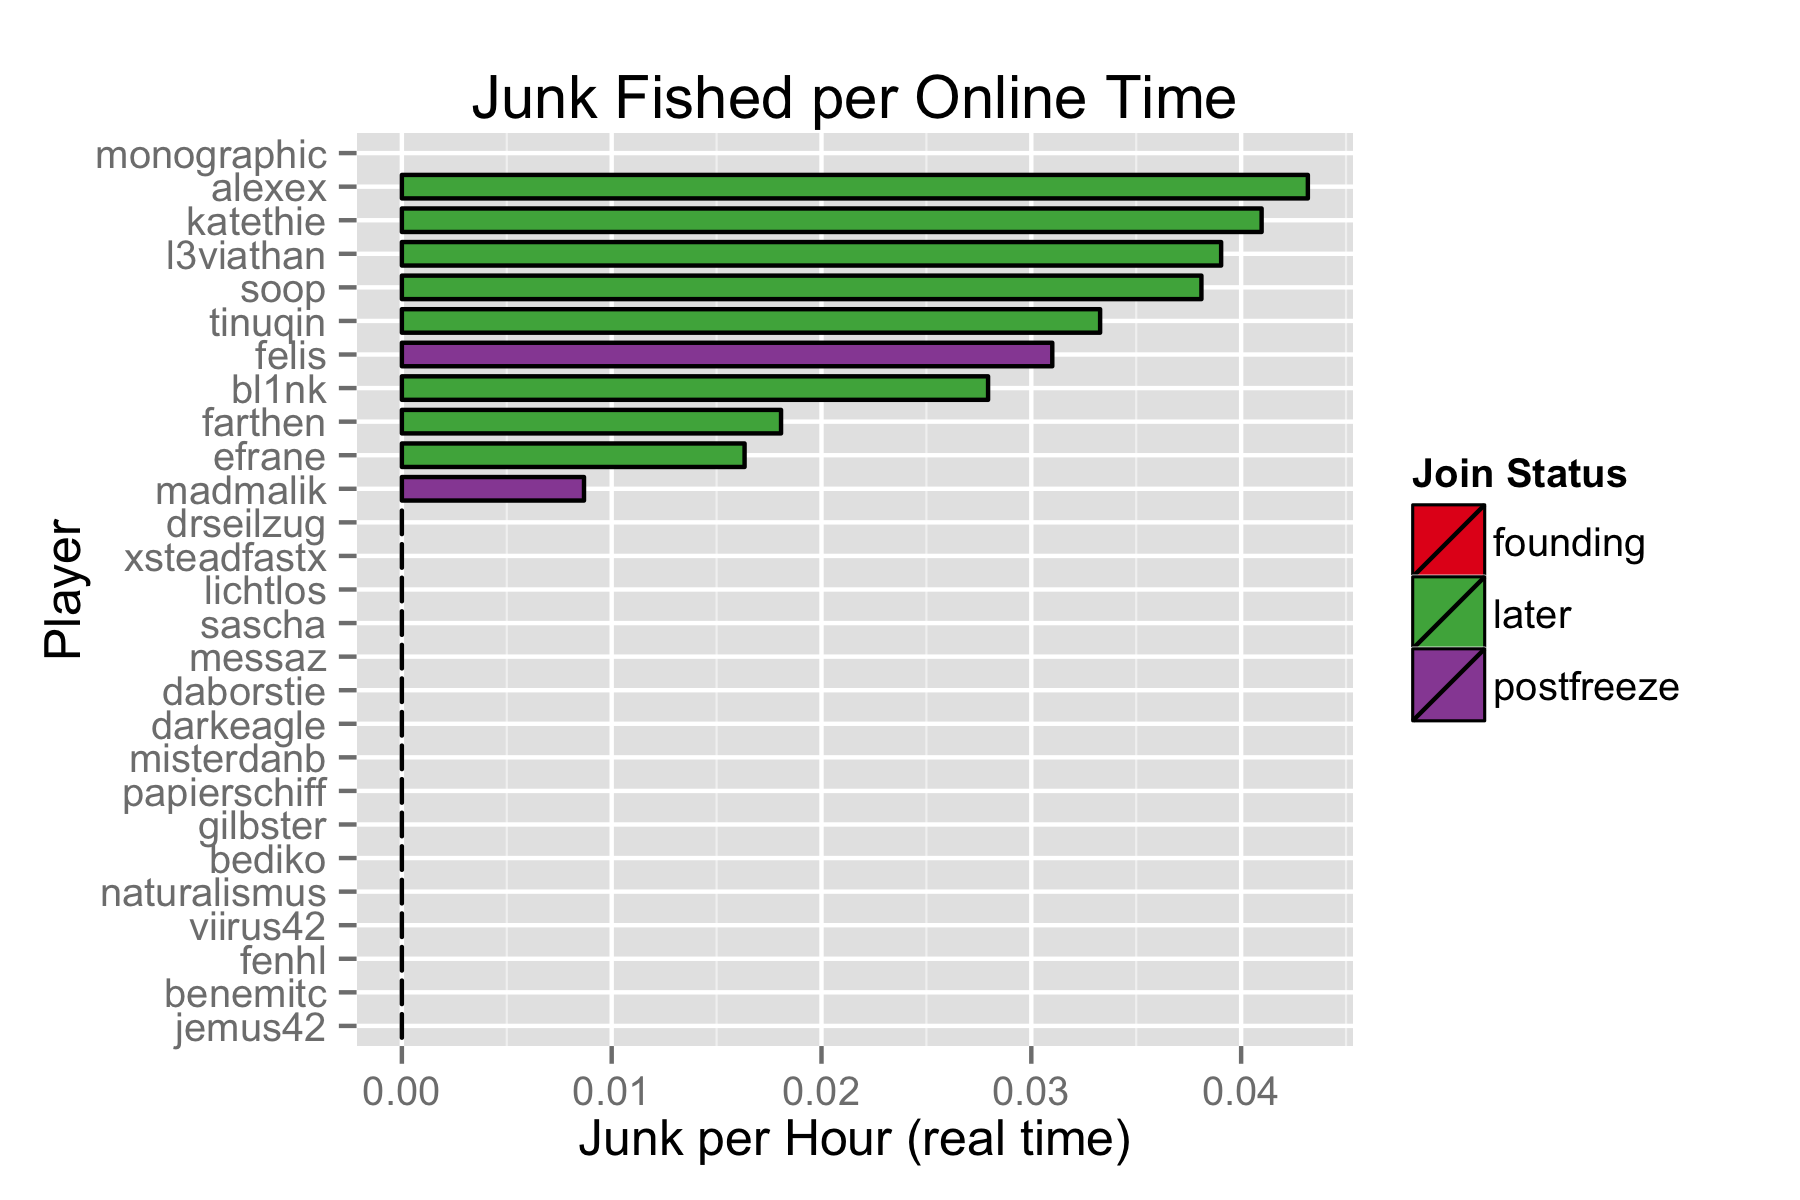 Junk Fished per Online Time
monographic
alexex
katethie
l3viathan
soop
tinuqin
felis
bl1nk
farthen
efrane
madmalik
drseilzug
xsteadfastx
lichtlos
sascha
messaz
daborstie
darkeagle
misterdanb
papierschiff
gilbster
bediko
naturalismus
viirus42
fenhl
benemitc
jemus42
Player
0.00 0.01 0.02 0.03 0.04
Junk per Hour (real time)
Join Status
founding
later
postfreeze